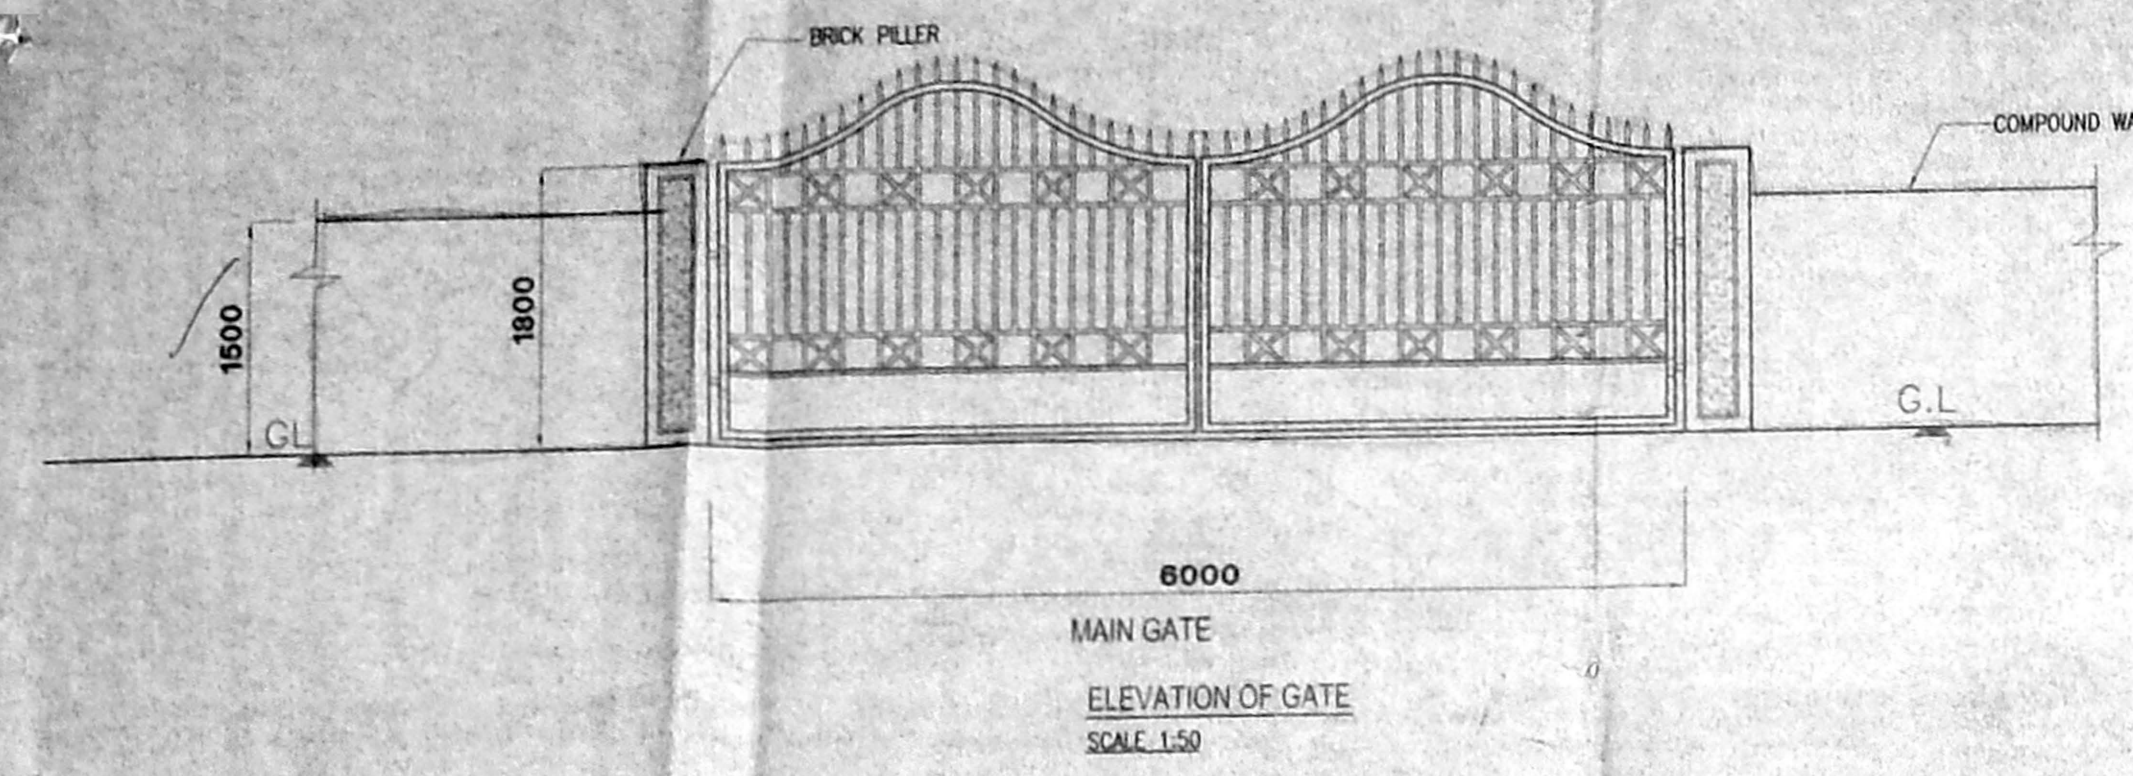 BRICK PILLER
COMPOUND WA
1500
1800
GL
G.L
6000
MAIN GATE
ELEVATION OF GATE
SCALE 1:50